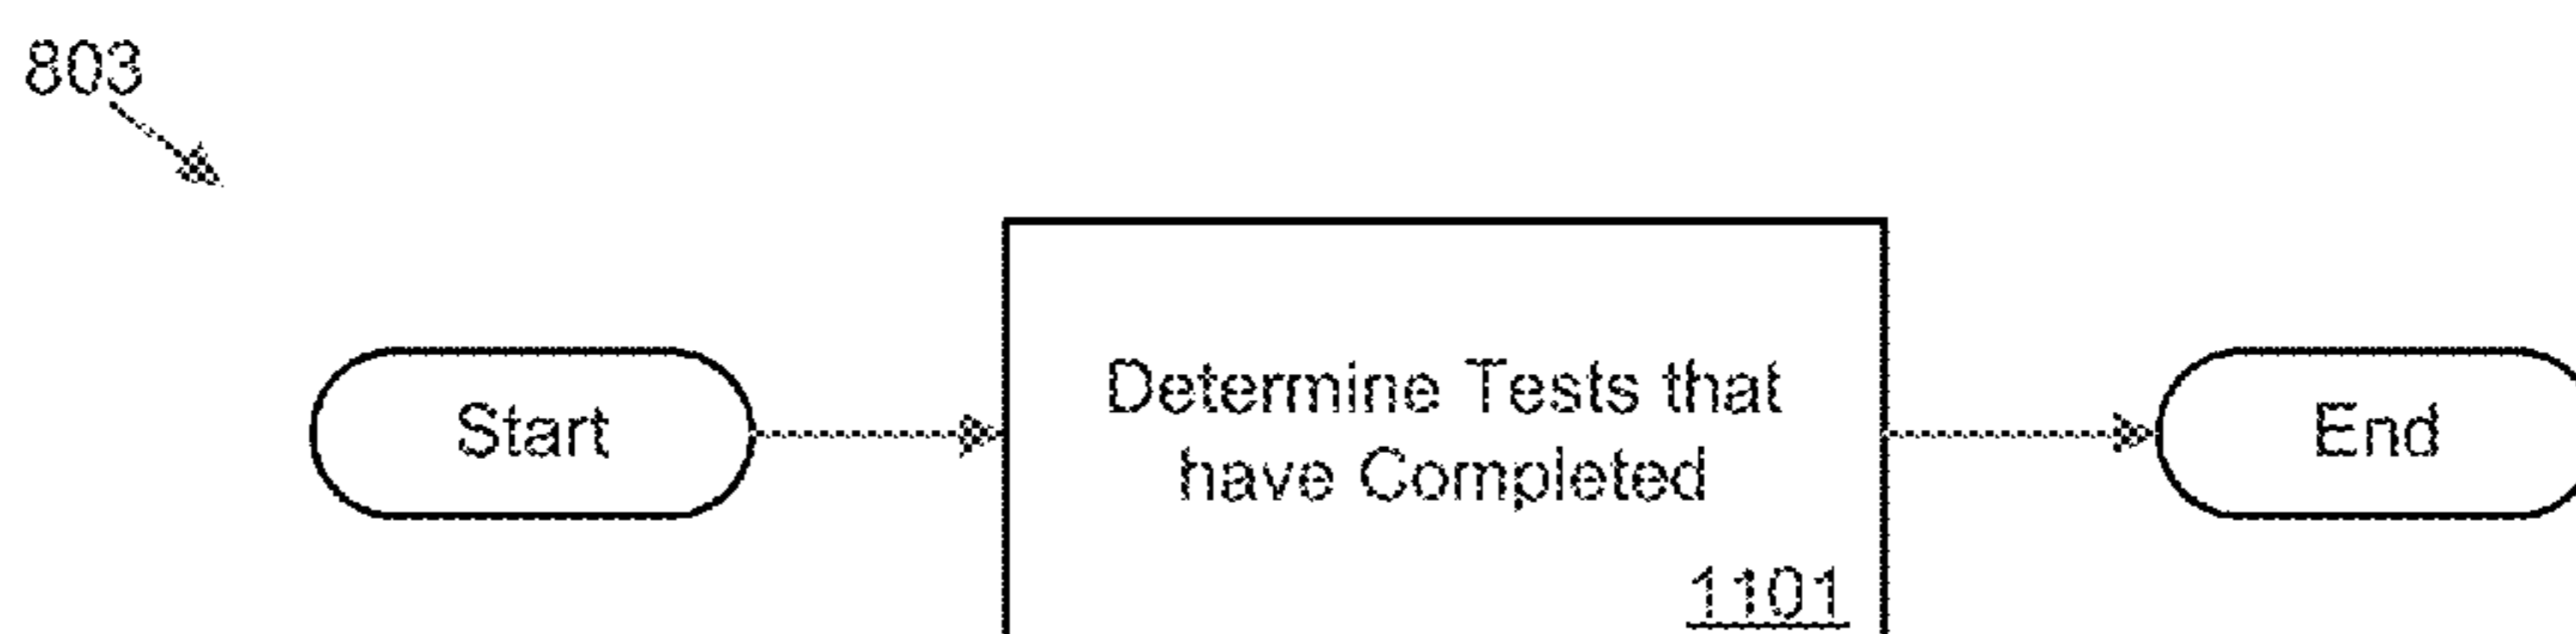 803
Start
Determine Tests that
have Completed
1101
End